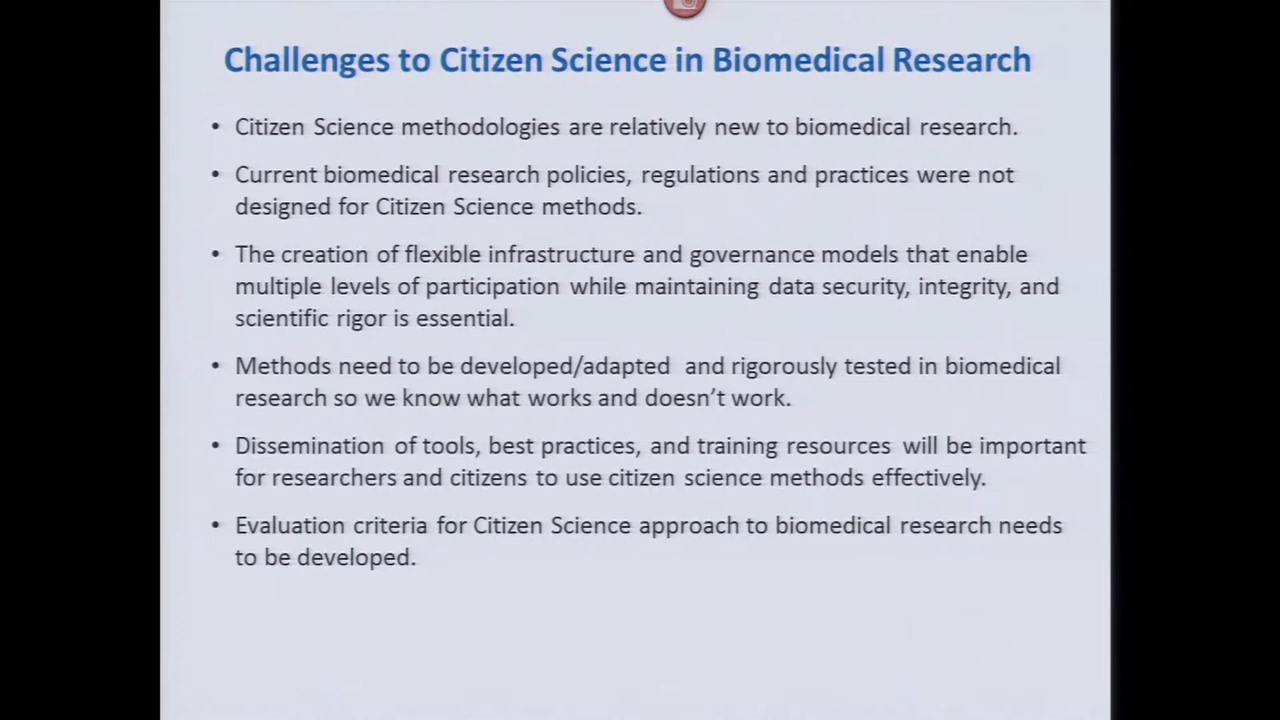 Challenges to Citizen Science in Biomedical Research
• Citizen Science methodologies are relatively new to biomedical research.
• Current biomedical research policies, regulations and practices were not
designed for Citizen Science methods.
• The creation of flexible infrastructure and governance models that enable
multiple levels of participation while maintaining data security, integrity, and
scientific rigor is essential.
• Methods need to be developed/adapted and rigorously tested in biomedical
research so we know what works and doesn’t work.
• Dissemination of tools, best practices, and training resources will be important
for researchers and citizens to use citizen science methods effectively.
• Evaluation criteria for Citizen Science approach to biomedical research needs
to be developed.